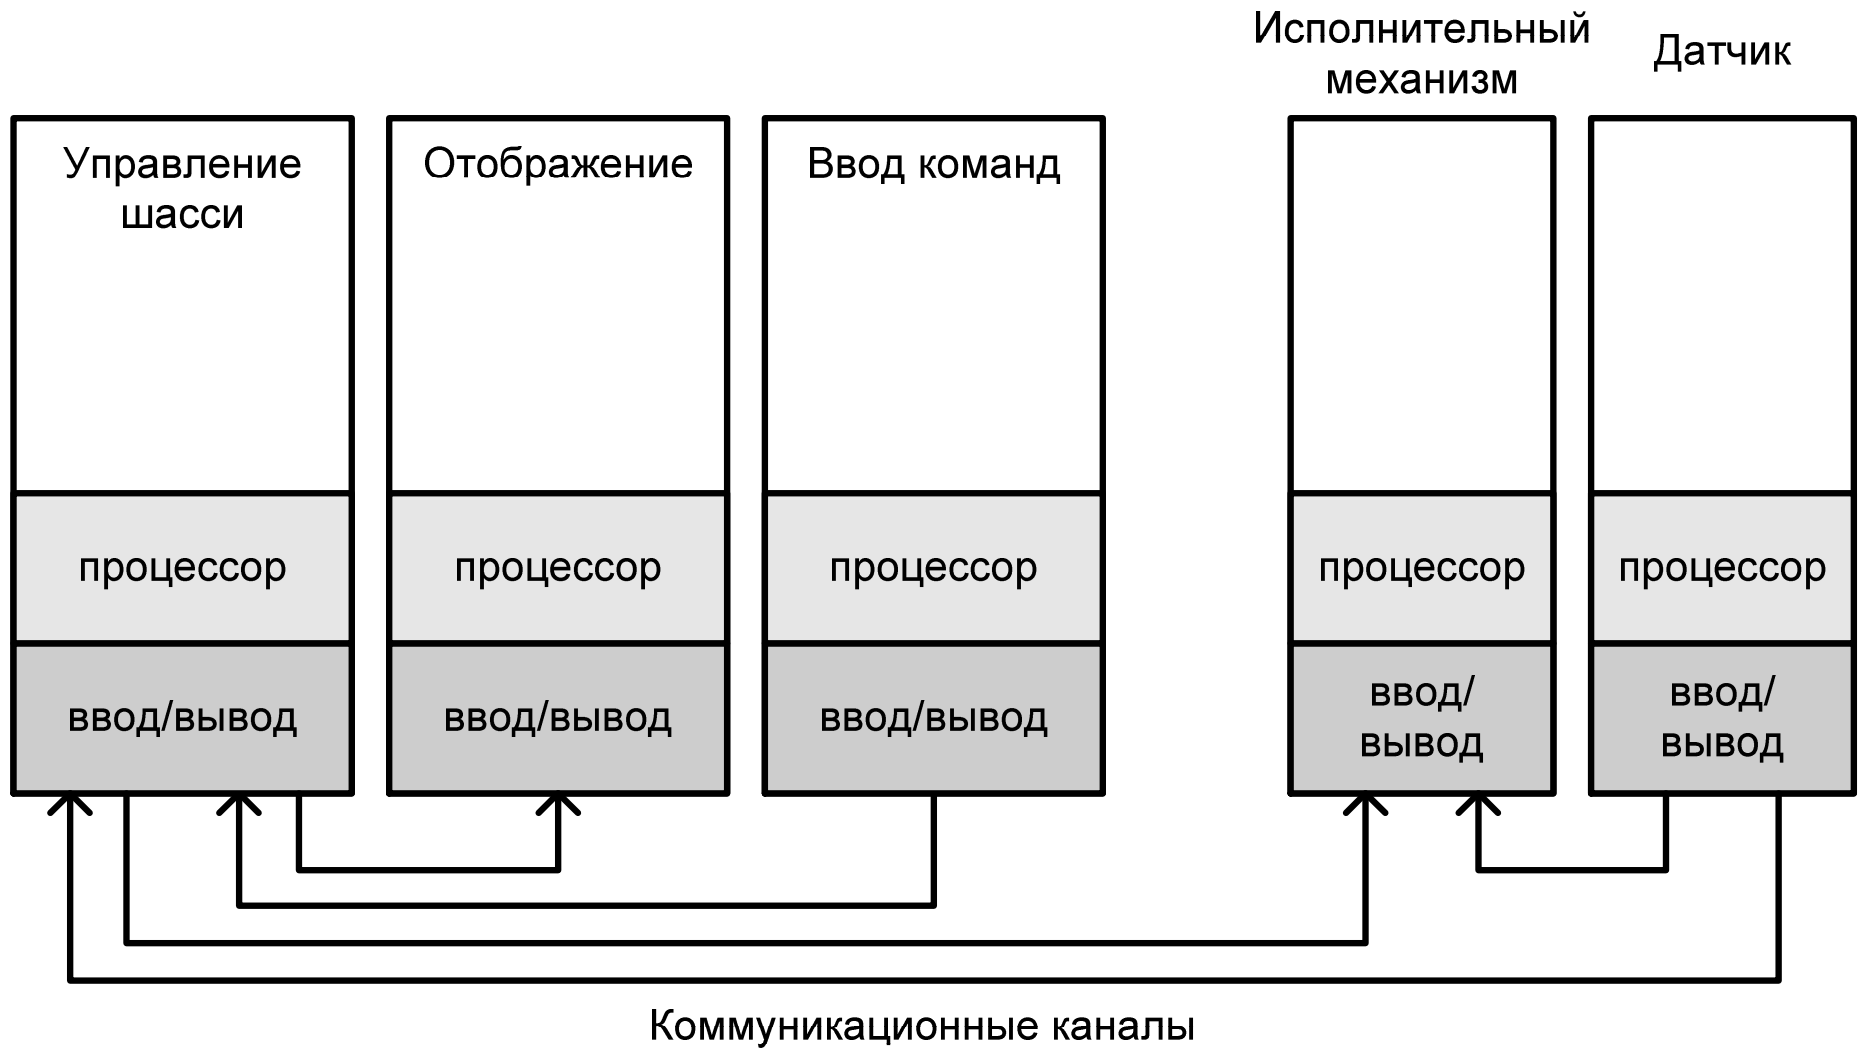 Исполнительный
механизм
Датчик
Управление
шасси
Отображение
Ввод команд
процессор
процессор
процессор
процессор
процессор
ввод/вывод
ввод/вывод
ввод/вывод
ввод/
вывод
ввод/
вывод
Коммуникационные каналы